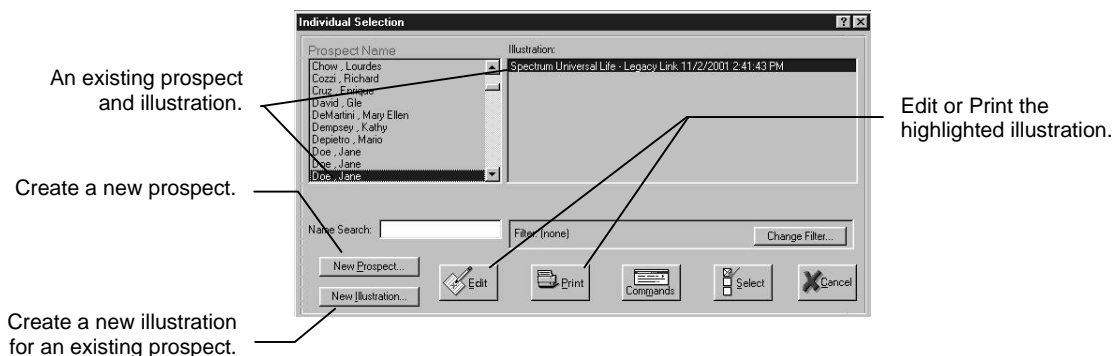 Individual Selection
Prospect Name
Illustration:
Chow , Lourdes
Cozzi , Richard
Cruz , Enrique
David , Gle
DeMartini , Mary Ellen
Dempsey , Kathy
Depietro , Mario
Doe , Jane
Doe , Jane
Doe , Jane
Spectrum Universal Life - Legacy Link 11/2/2001 2:41:43 PM
An existing prospect
and illustration.
Edit or Print the
highlighted illustration.
Create a new prospect.
Name Search:
Filter: (none)
Change Filter...
New Prospect...
New Illustration...
Edit
Print
Commands
Select
Cancel
Create a new illustration
for an existing prospect.